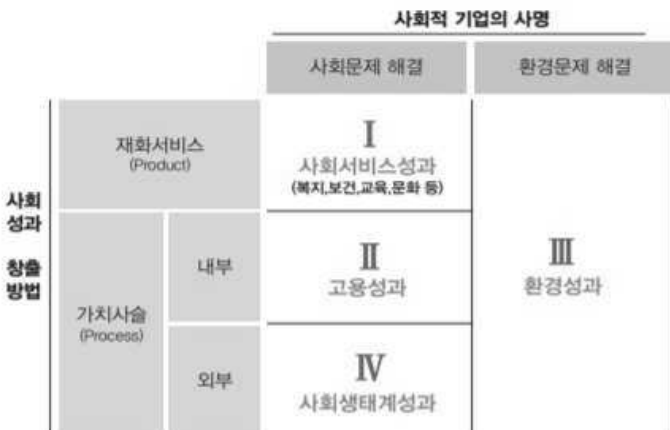 사회적 기업의 사명
사회문제 해결
환경문제 해결
사회
성과
창출
방법
재화서비스
(Product)
I
사회서비스성과
(복지,보건,교육,문화 등)
가치사슬
(Process)
내부
II
고용성과
III
환경성과
외부
IV
사회생태계성과